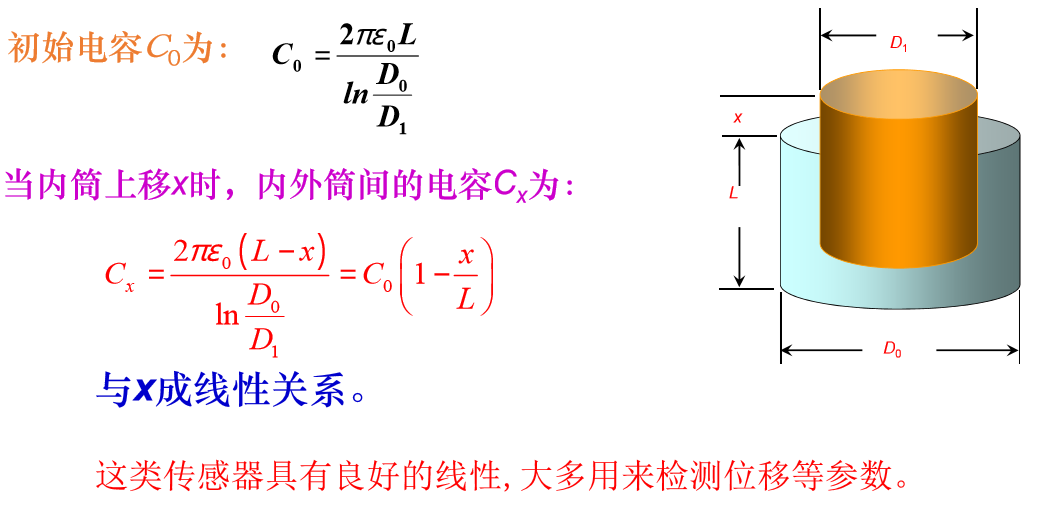 初始电容C₀为: C₀ = 2πε₀L / ln(D₀/D₁)
当内筒上移x时，内外筒间的电容Cₓ为:
Cₓ = 2πε₀(L−x) / ln(D₀/D₁) = C₀(1−x/L)
与x成线性关系。
这类传感器具有良好的线性,大多用来检测位移等参数。
D₁
x
L
D₀